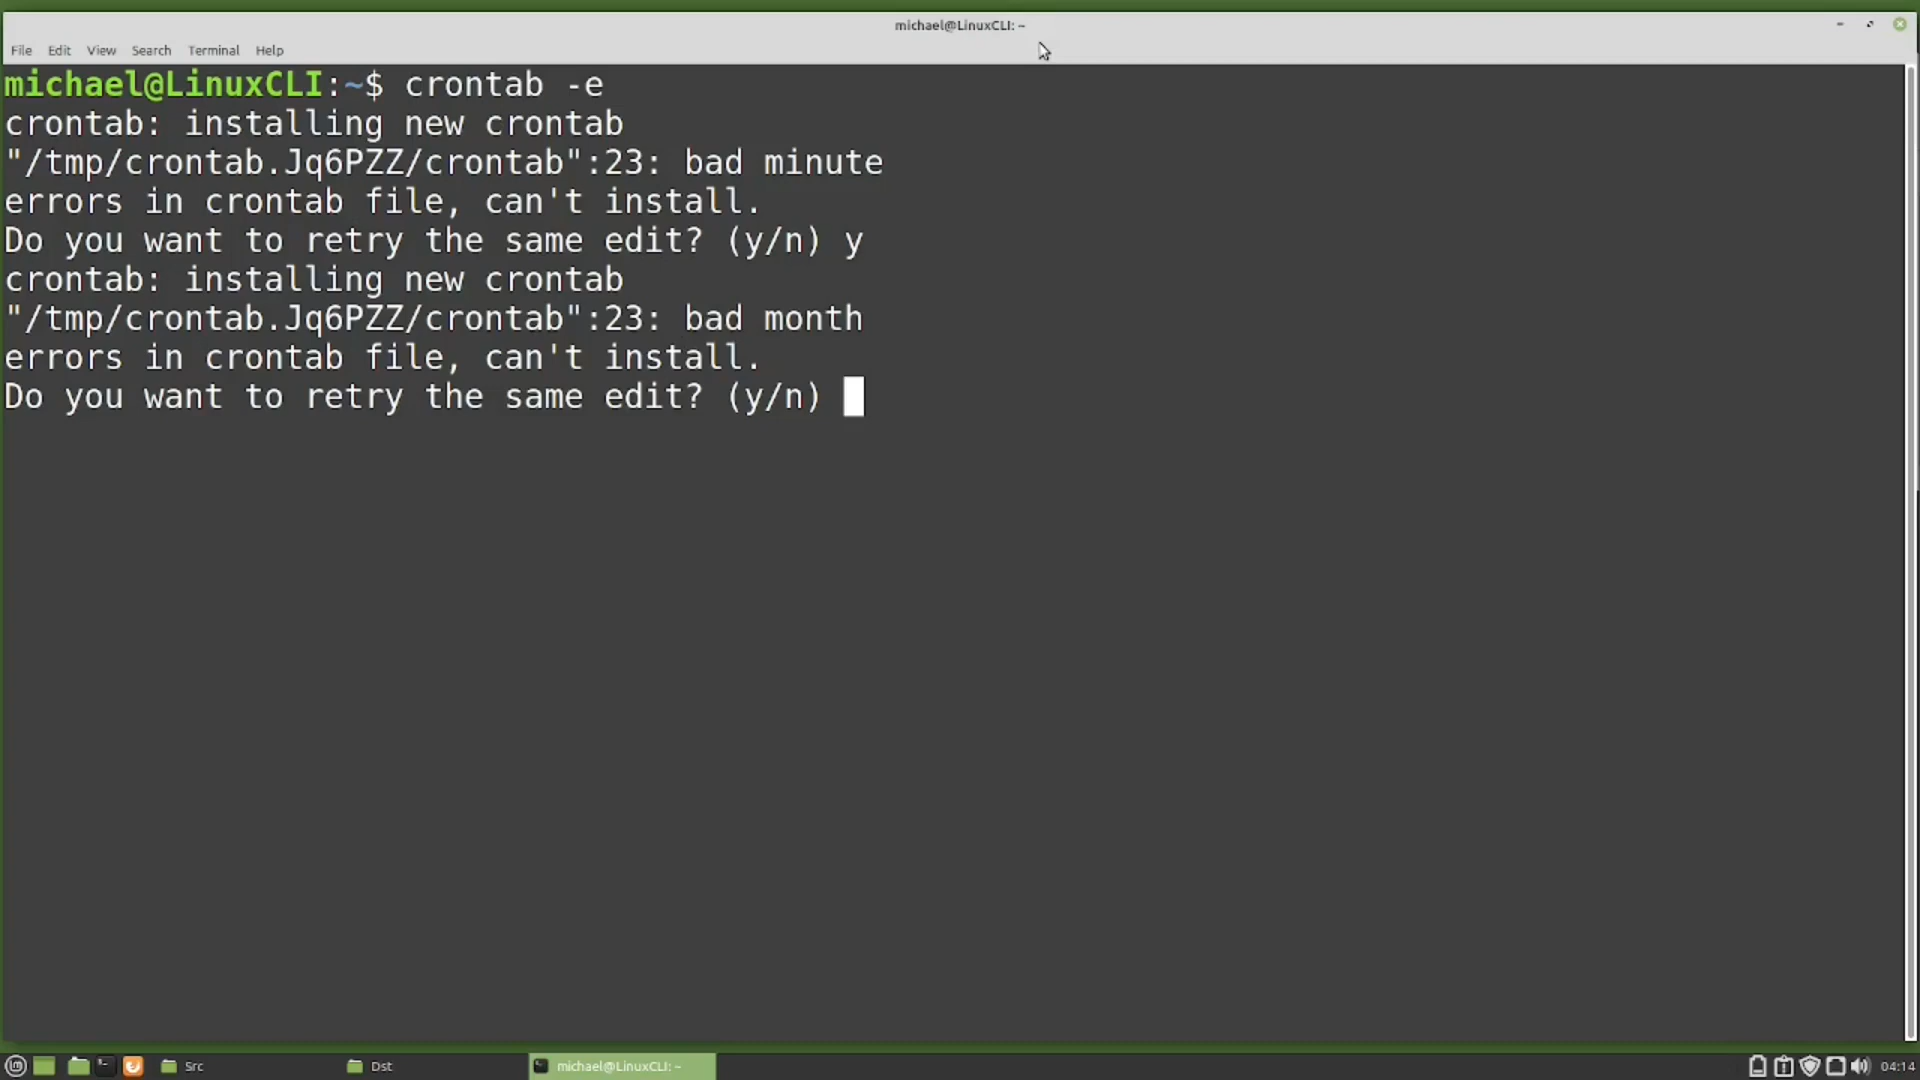 michael@LinuxCLI: ~
File Edit View Search Terminal Help
michael@LinuxCLI:~$ crontab -e
crontab: installing new crontab
"/tmp/crontab.Jq6PZZ/crontab":23: bad minute
errors in crontab file, can't install.
Do you want to retry the same edit? (y/n) y
crontab: installing new crontab
"/tmp/crontab.Jq6PZZ/crontab":23: bad month
errors in crontab file, can't install.
Do you want to retry the same edit? (y/n)
Src Dst michael@LinuxCLI: ~ 04:14